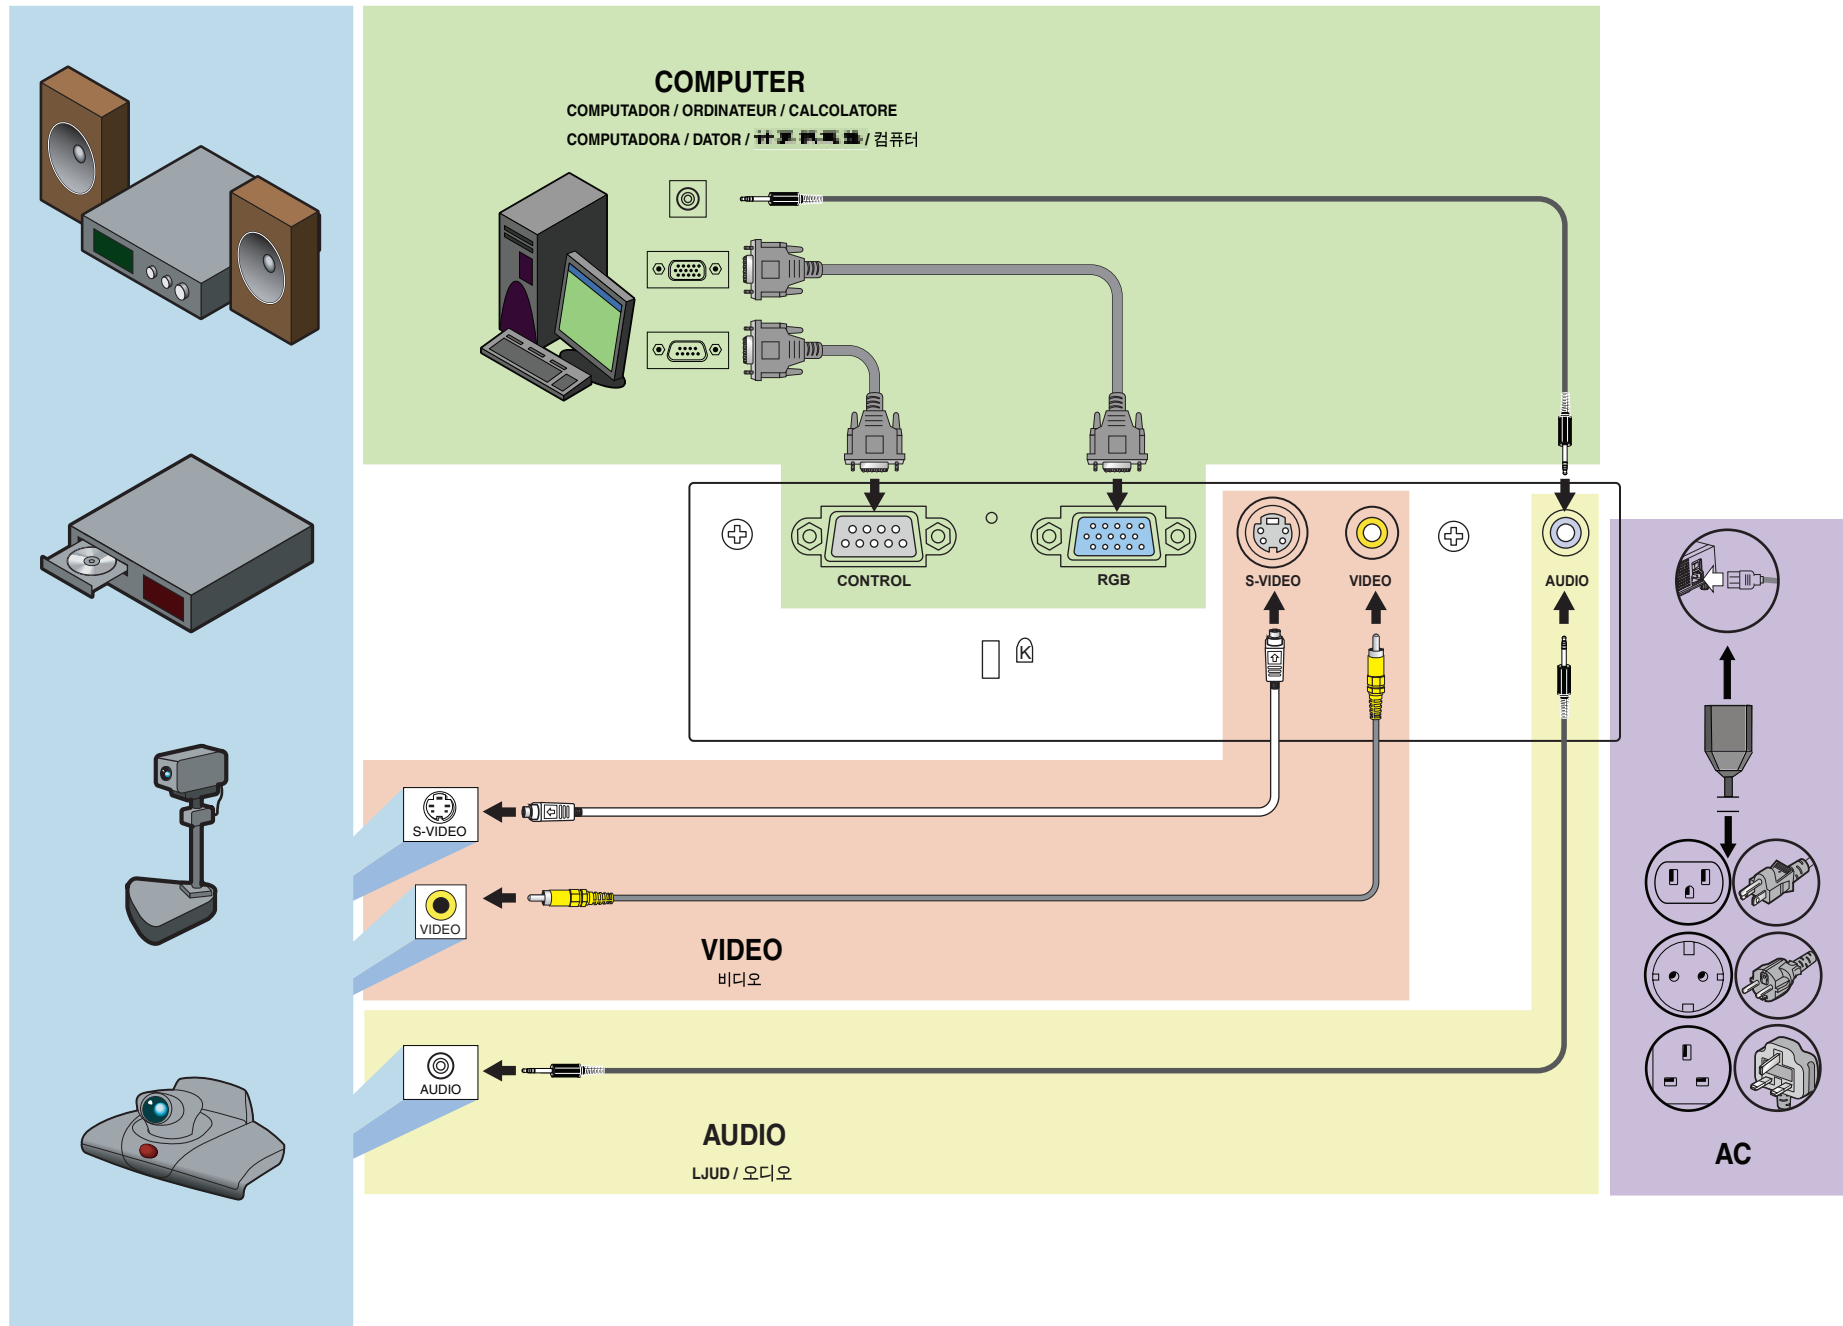 COMPUTER
COMPUTADOR / ORDINATEUR / CALCOLATORE
COMPUTADORA / DATOR / / 컴퓨터
CONTROL
RGB
S-VIDEO
VIDEO
AUDIO
K
S-VIDEO
VIDEO
VIDEO
비디오
AUDIO
AUDIO
LJUD / 오디오
AC